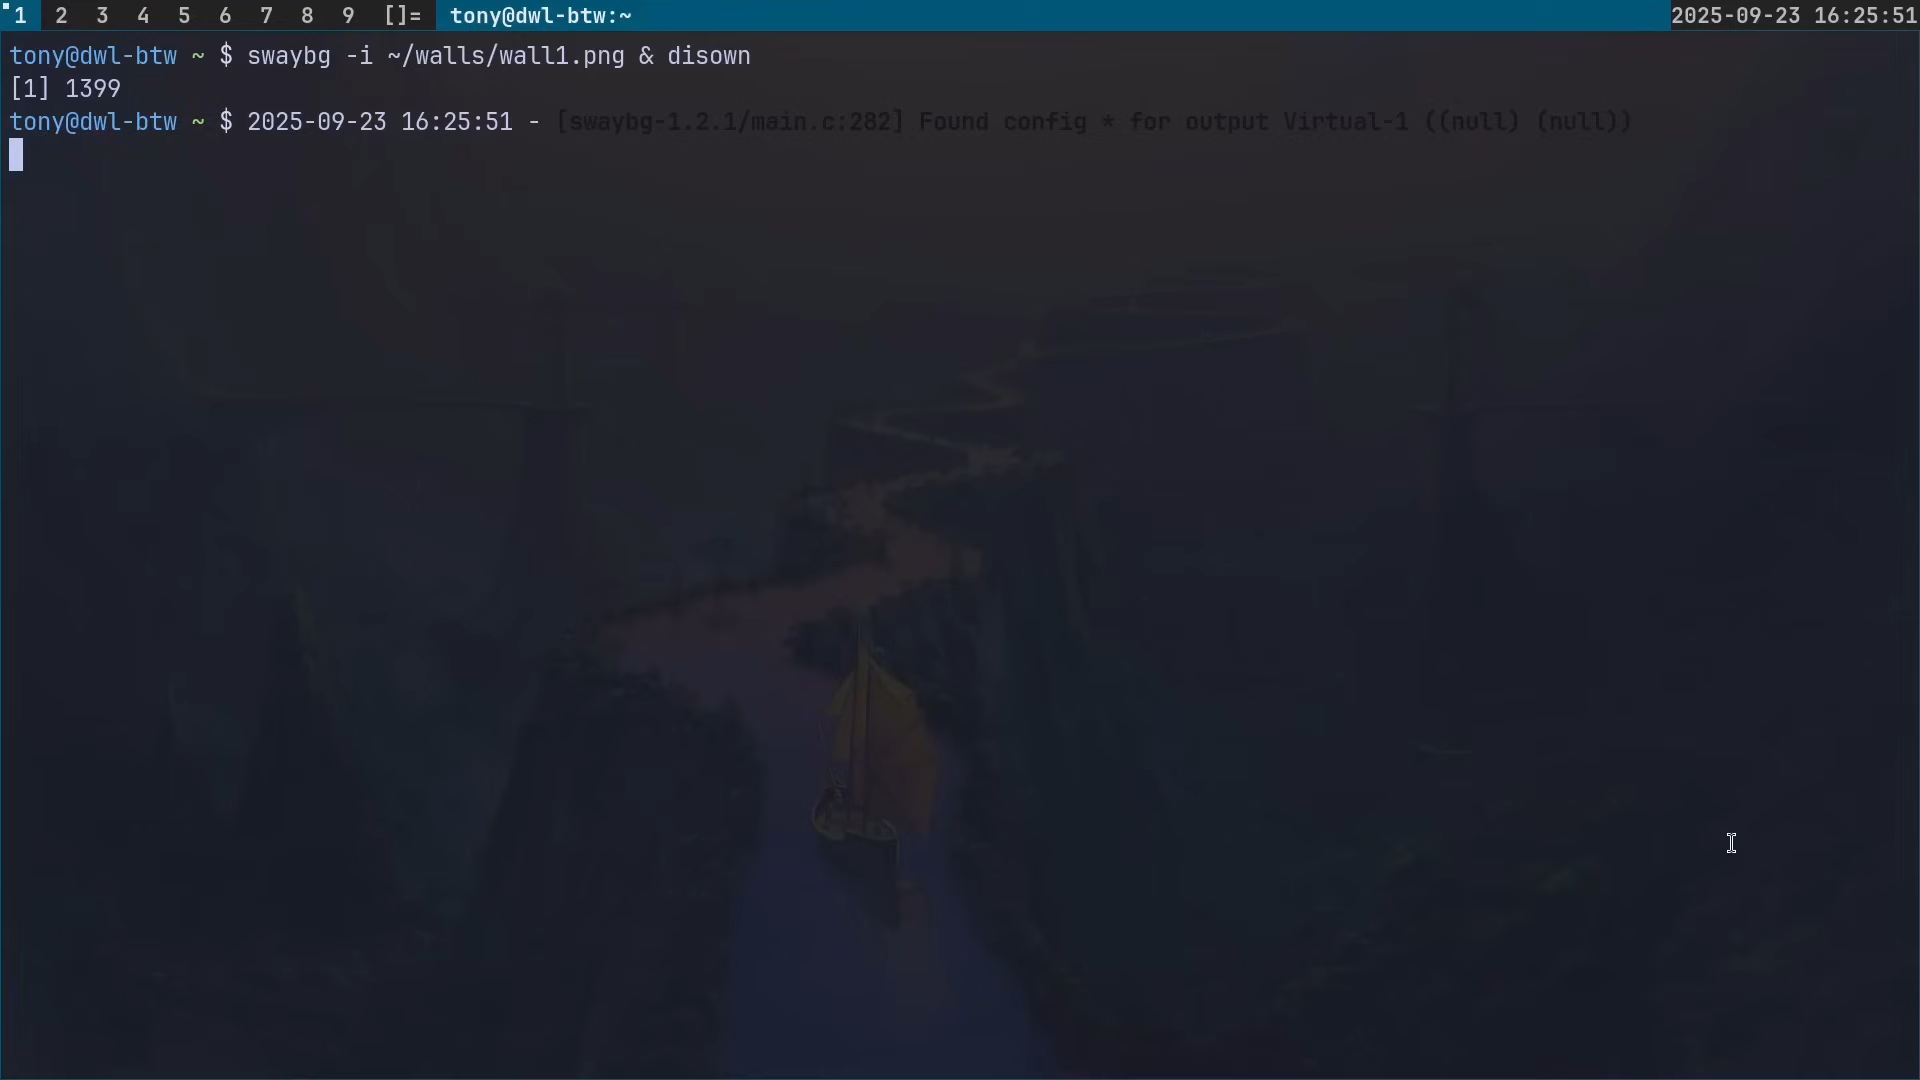 1 2 3 4 5 6 7 8 9 []= tony@dwl-btw:~ 2025-09-23 16:25:51
tony@dwl-btw ~ $ swaybg -i ~/walls/wall1.png & disown
[1] 1399
tony@dwl-btw ~ $ 2025-09-23 16:25:51 - [swaybg-1.2.1/main.c:282] Found config * for output Virtual-1 ((null) (null))